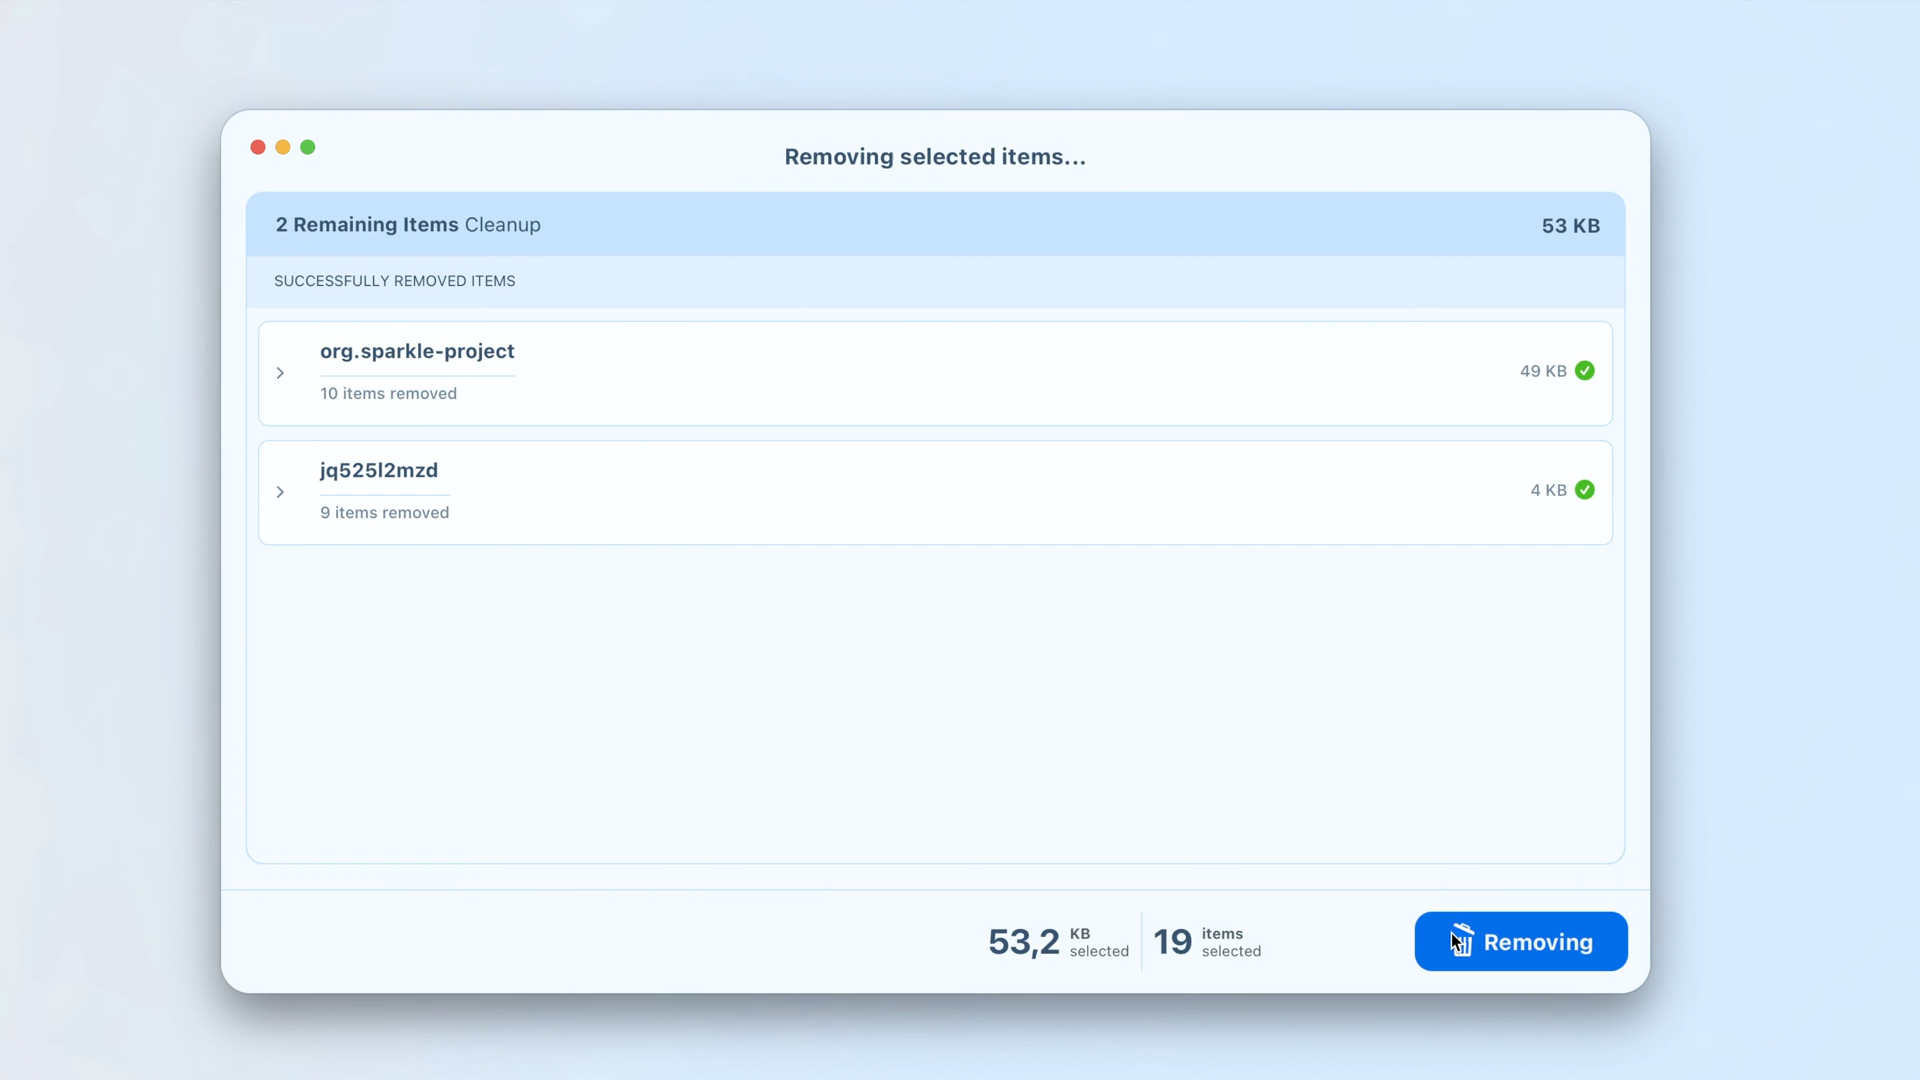 Removing selected items...
2 Remaining Items Cleanup
53 KB
SUCCESSFULLY REMOVED ITEMS
org.sparkle-project
10 items removed
49 KB
jq525l2mzd
9 items removed
4 KB
53,2 KB selected
19 items selected
Removing